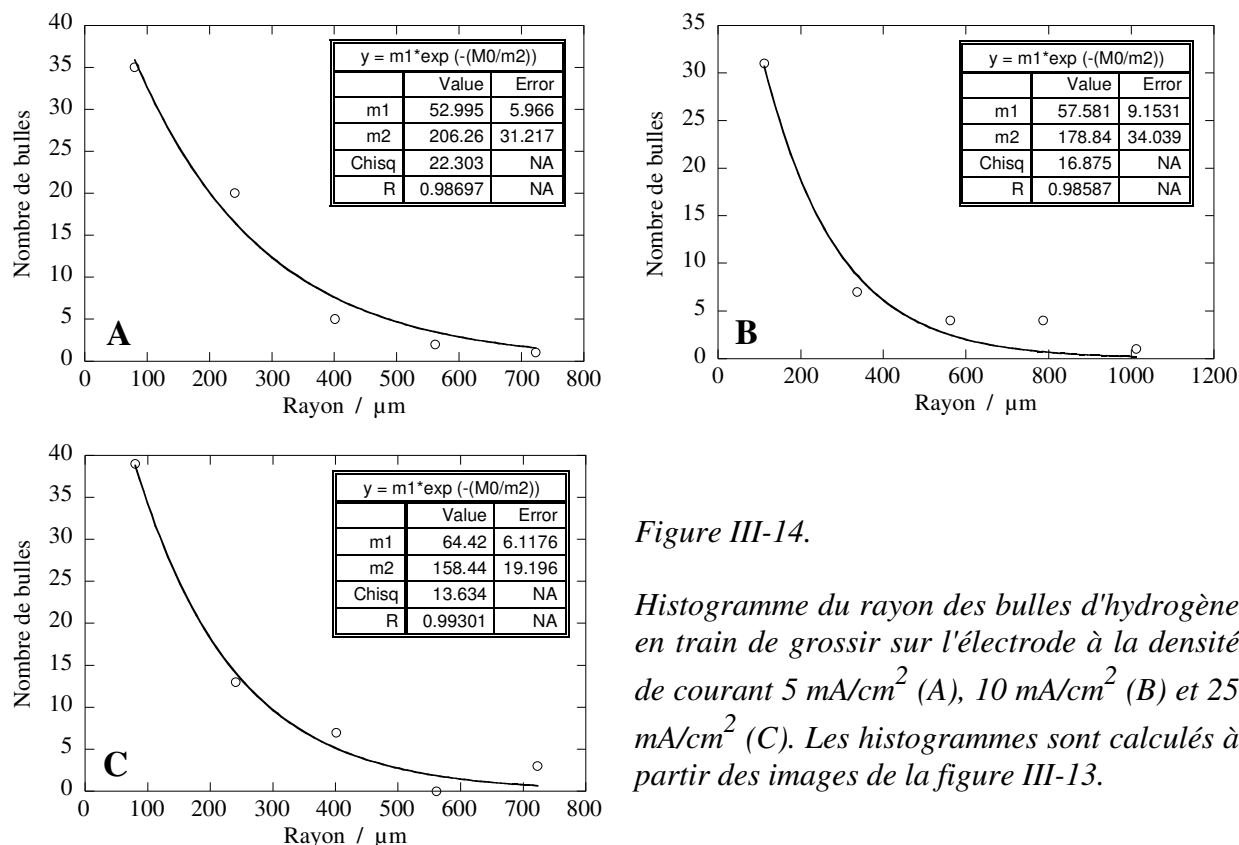 40
35
30
25
20
15
10
5
0
Nombre de bulles
y = m1*exp (-(M0/m2))
Value Error
m1 52.995 5.966
m2 206.26 31.217
Chisq 22.303 NA
R 0.98697 NA
A
0 100 200 300 400 500 600 700 800
Rayon / µm
35
30
25
20
15
10
5
0
Nombre de bulles
y = m1*exp (-(M0/m2))
Value Error
m1 57.581 9.1531
m2 178.84 34.039
Chisq 16.875 NA
R 0.98587 NA
B
0 200 400 600 800 1000 1200
Rayon / µm
40
35
30
25
20
15
10
5
0
Nombre de bulles
y = m1*exp (-(M0/m2))
Value Error
m1 64.42 6.1176
m2 158.44 19.196
Chisq 13.634 NA
R 0.99301 NA
C
0 100 200 300 400 500 600 700 800
Rayon / µm
Figure III-14.
Histogramme du rayon des bulles d'hydrogène
en train de grossir sur l'électrode à la densité
de courant 5 mA/cm² (A), 10 mA/cm² (B) et 25
mA/cm² (C). Les histogrammes sont calculés à
partir des images de la figure III-13.